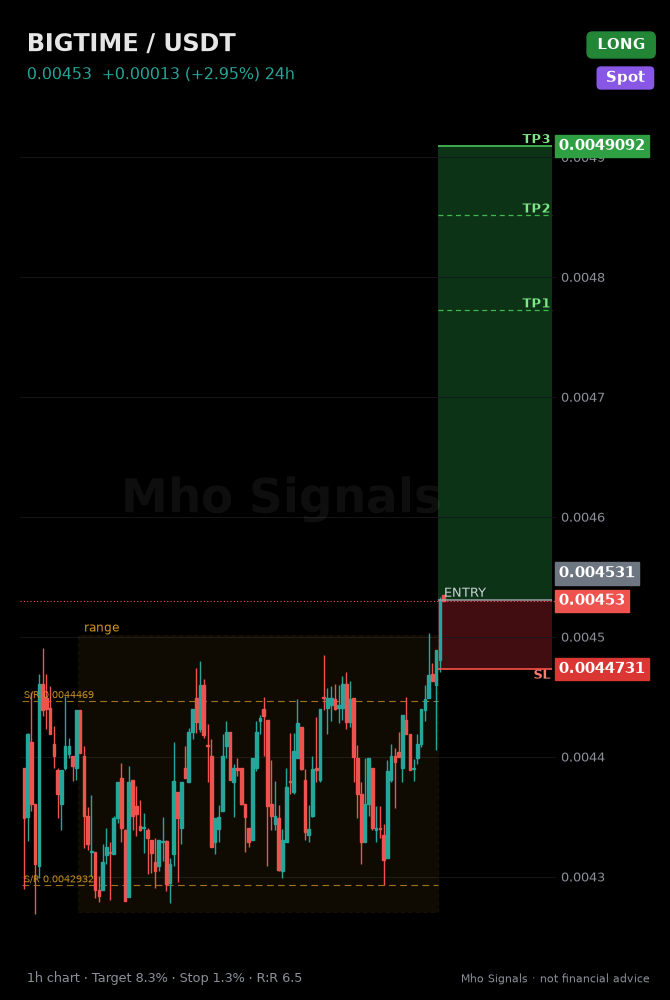 BIGTIME / USDT
LONG
0.00453 +0.00013 (+2.95%) 24h
Spot
TP3
0.0049092
0.0049
TP2
0.0048
TP1
0.0047
Mho Signals
0.0046
0.004531
ENTRY
0.00453
range
0.0045
0.0044731
SL
S/R 0.0044469
0.0044
S/R 0.0042932
0.0043
1h chart · Target 8.3% · Stop 1.3% · R:R 6.5
Mho Signals · not financial advice